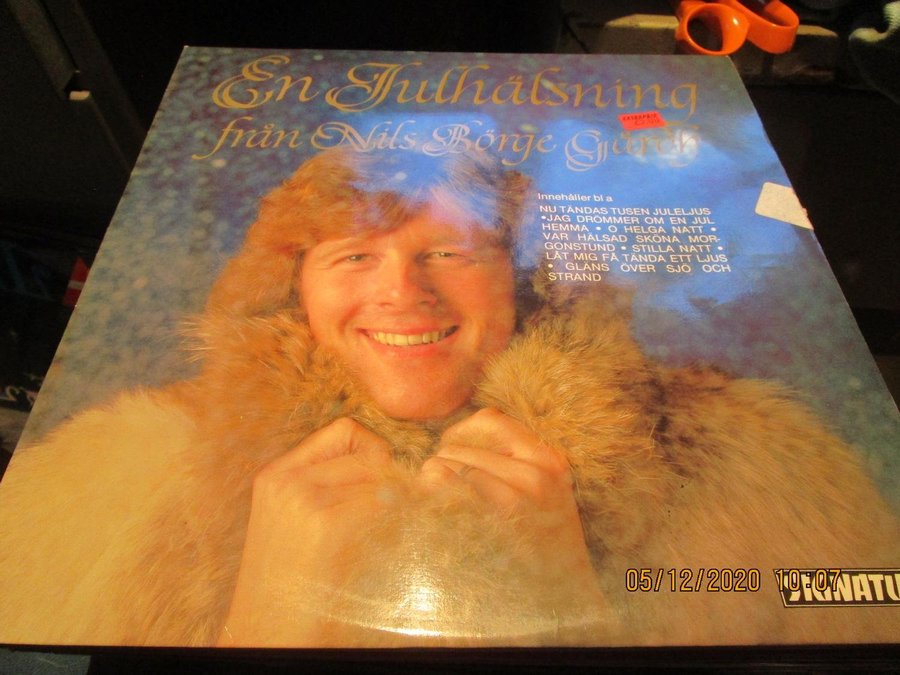 En Julhälsning
från Nils Börge Gårdh
Innehåller bl a
NU TÄNDAS TUSEN JULELJUS
•JAG DRÖMMER OM EN JUL
HEMMA • O HELGA NATT •
VAR HÄLSAD SKÖNA MOR-
GONSTUND • STILLA NATT •
LÅT MIG FÅ TÄNDA ETT LJUS
• GLÄNS ÖVER SJÖ OCH
STRAND
05/12/2020 10:07
SIGNATU